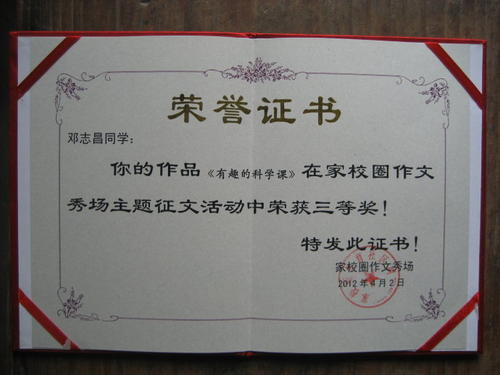 荣誉证书
邓志昌同学：
你的作品《有趣的科学课》在家校圈作文
秀场主题征文活动中荣获三等奖！
特发此证书！
家校圈作文秀场
2012年4月2日